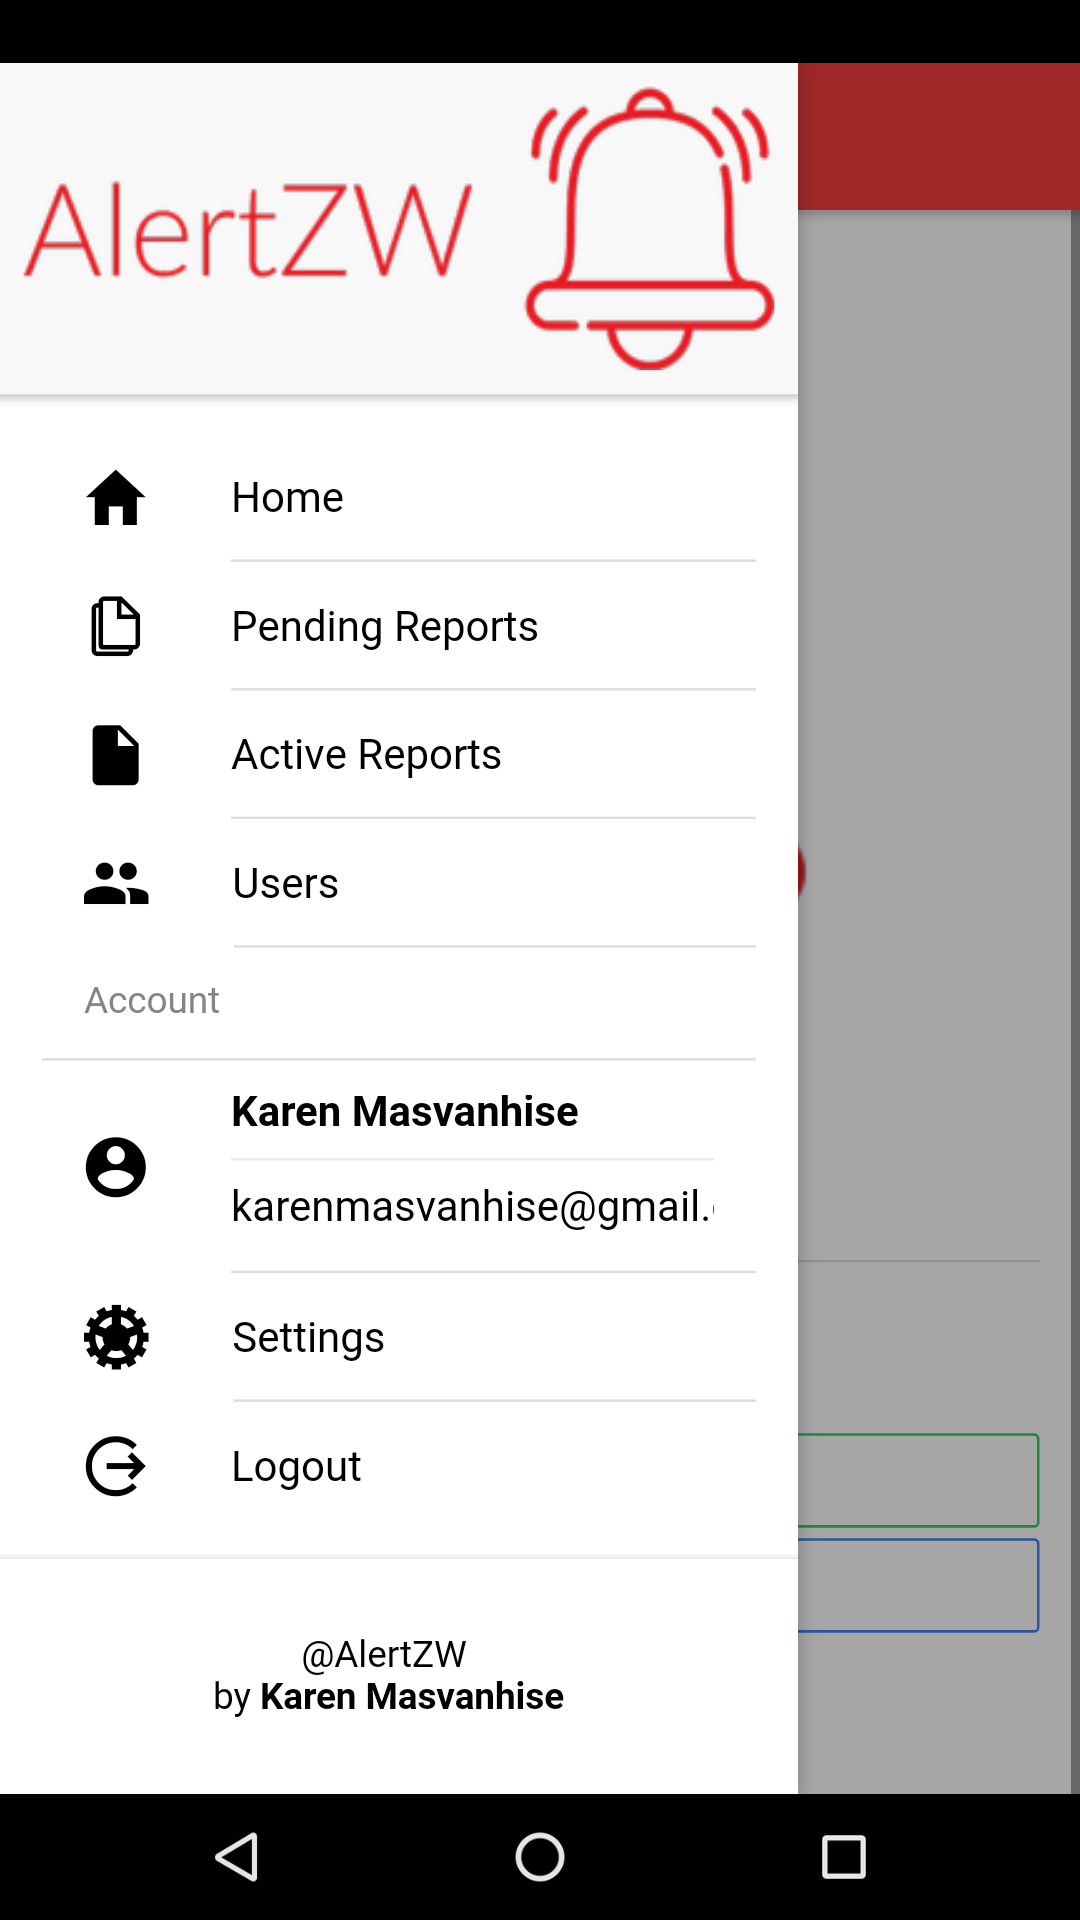 AlertZW
Home
Pending Reports
Active Reports
Users
Account
Karen Masvanhise
karenmasvanhise@gmail.
Settings
Logout
@AlertZW
by Karen Masvanhise